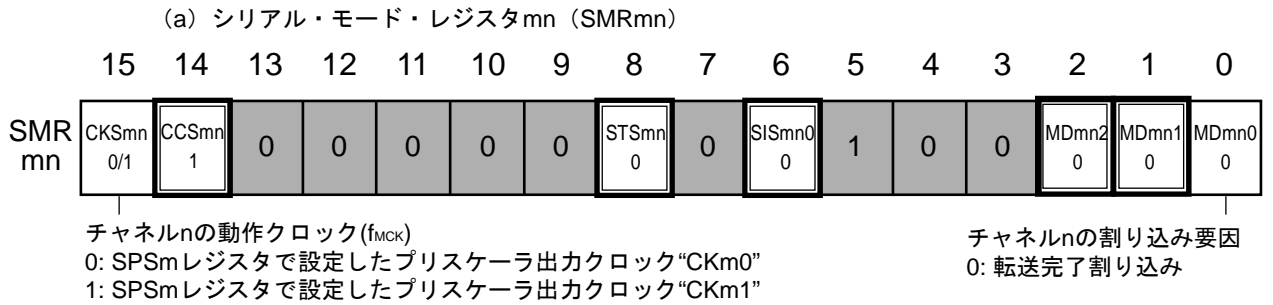 (a) シリアル・モード・レジスタmn（SMRmn）
15 14 13 12 11 10 9 8 7 6 5 4 3 2 1 0
SMR
mn
CKSmn CCSmn 0 0 0 0 0 STSmn 0 SISmn0 1 0 0 MDmn2 MDmn1 MDmn0
0/1 1 0 0 0 0 0
チャネルnの動作クロック(fMCK)
0: SPSmレジスタで設定したプリスケーラ出力クロック“CKm0”
1: SPSmレジスタで設定したプリスケーラ出力クロック“CKm1”
チャネルnの割り込み要因
0: 転送完了割り込み